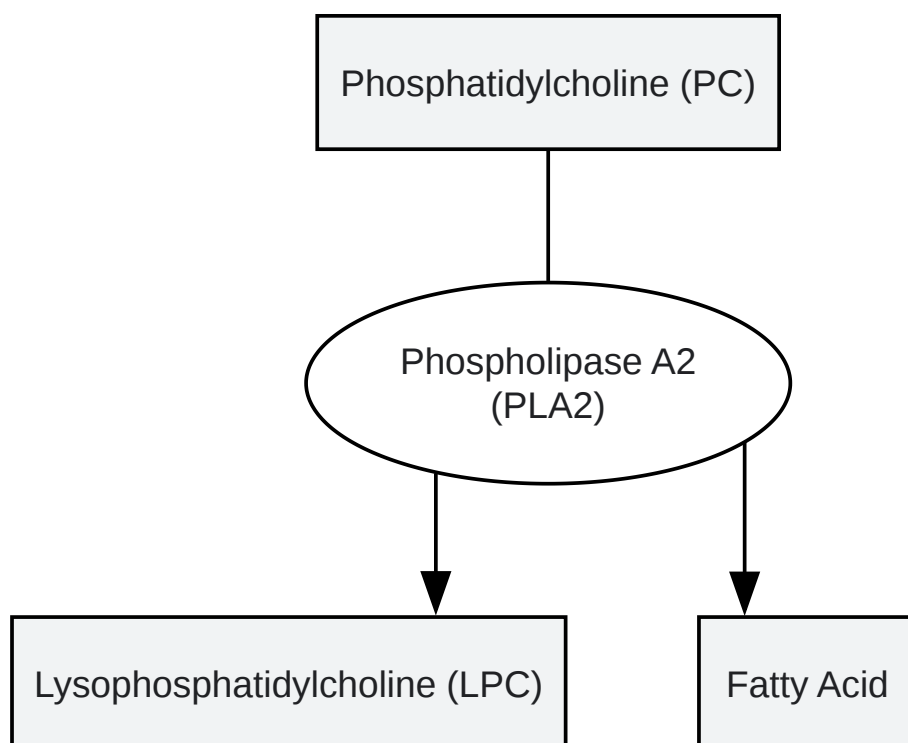 Phosphatidylcholine (PC)
Phospholipase A2
(PLA2)
Lysophosphatidylcholine (LPC)
Fatty Acid